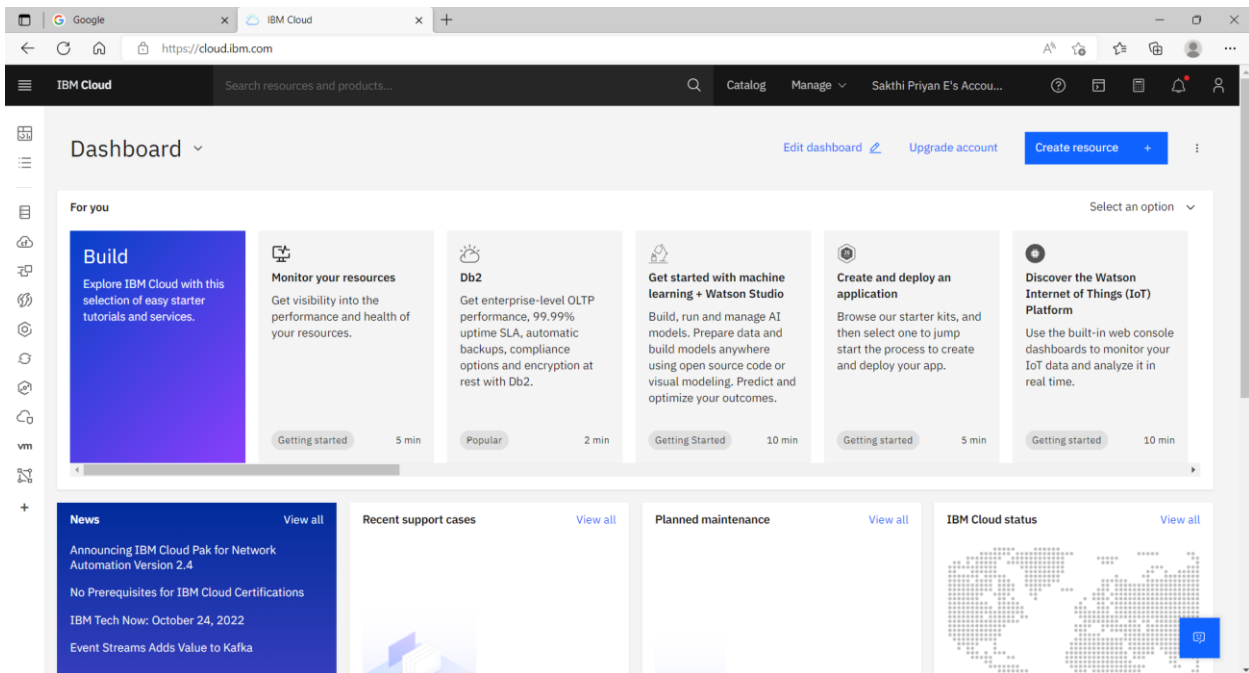 Google
IBM Cloud
https://cloud.ibm.com
IBM Cloud
Search resources and products...
Catalog
Manage
Sakthi Priyan E's Accou...
Dashboard
Edit dashboard
Upgrade account
Create resource +
For you
Select an option
Build
Explore IBM Cloud with this
selection of easy starter
tutorials and services.
Monitor your resources
Get visibility into the
performance and health of
your resources.
Getting started
5 min
Db2
Get enterprise-level OLTP
performance, 99.99%
uptime SLA, automatic
backups, compliance
options and encryption at
rest with Db2.
Popular
2 min
Get started with machine
learning + Watson Studio
Build, run and manage AI
models. Prepare data and
build models anywhere
using open source code or
visual modeling. Predict and
optimize your outcomes.
Getting Started
10 min
Create and deploy an
application
Browse our starter kits, and
then select one to jump
start the process to create
and deploy your app.
Getting started
5 min
Discover the Watson
Internet of Things (IoT)
Platform
Use the built-in web console
dashboards to monitor your
IoT data and analyze it in
real time.
Getting started
10 min
vm
News
View all
Announcing IBM Cloud Pak for Network
Automation Version 2.4
No Prerequisites for IBM Cloud Certifications
IBM Tech Now: October 24, 2022
Event Streams Adds Value to Kafka
Recent support cases
View all
Planned maintenance
View all
IBM Cloud status
View all